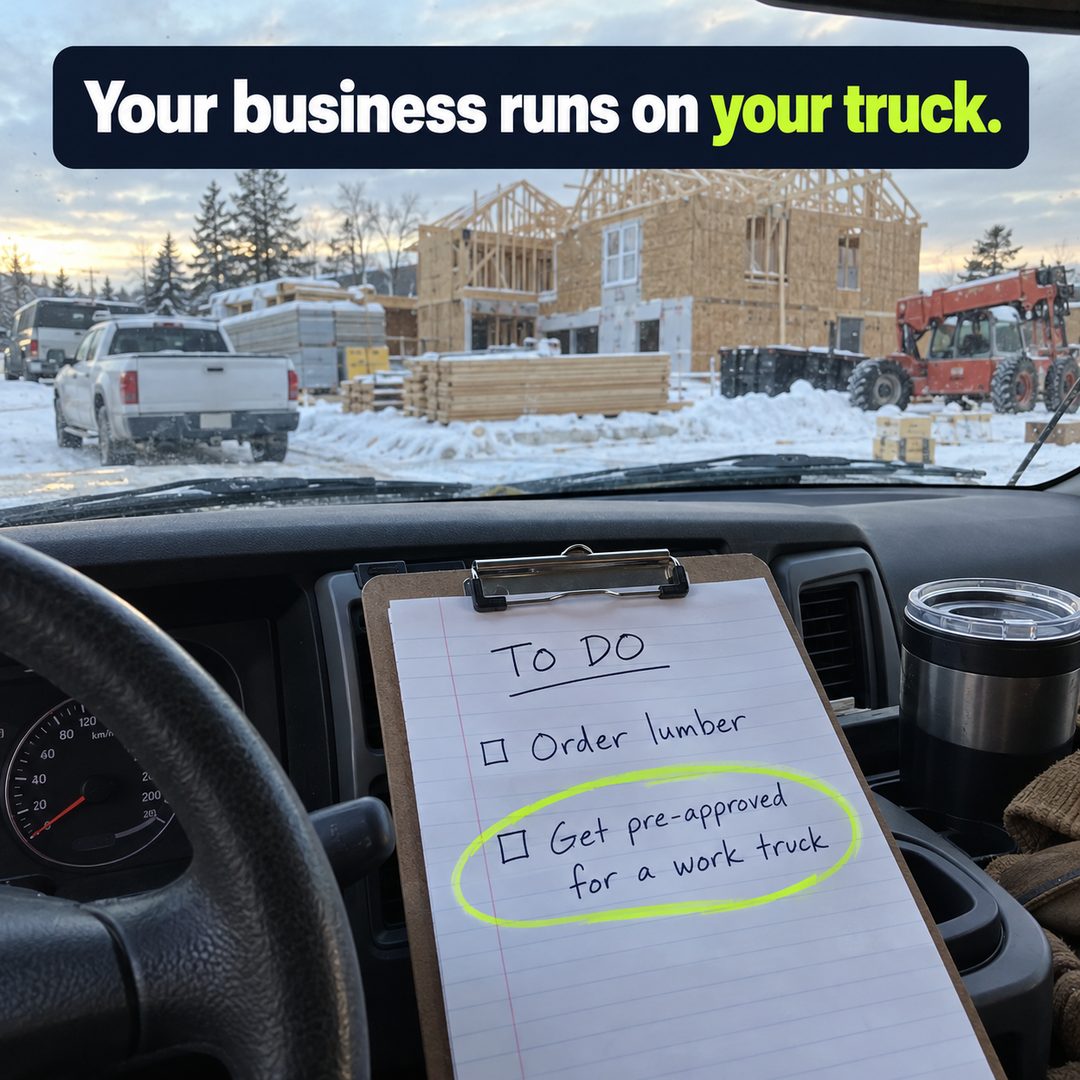 Your business runs on your truck.
TO DO
Order lumber
Get pre-approved
for a work truck
120
km/h
100
80
60
40
20
200